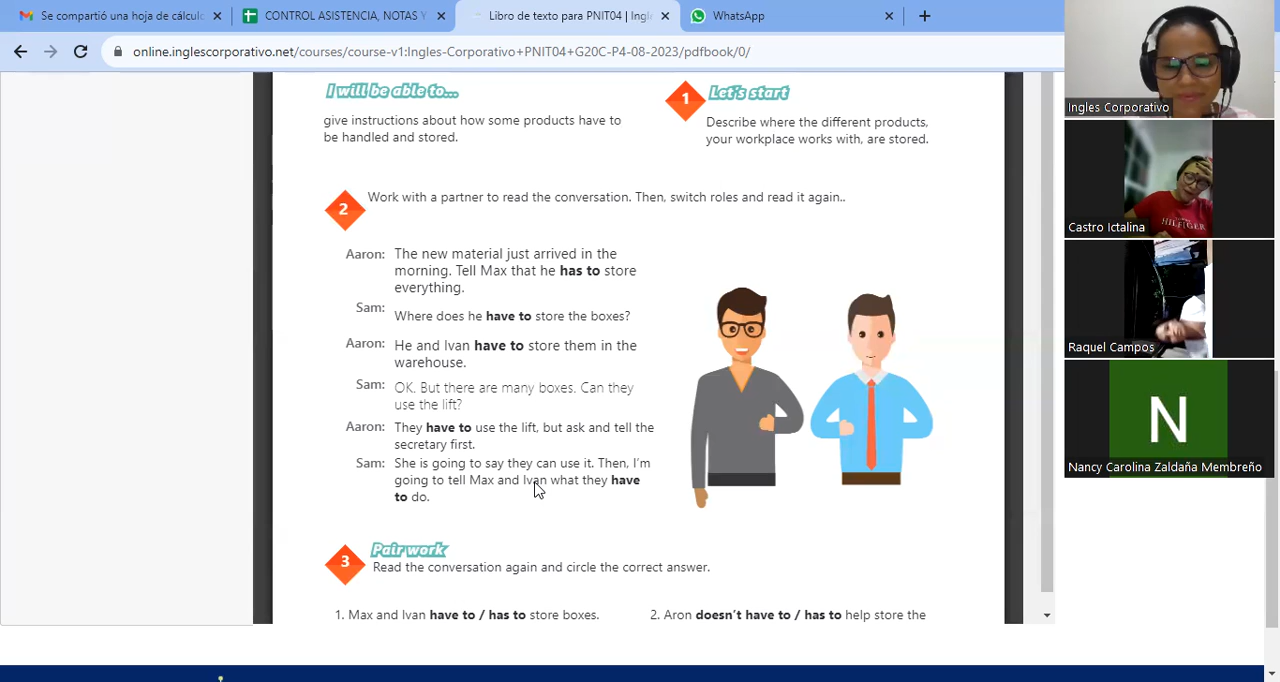 Se compartió una hoja de cálcul
CONTROL ASISTENCIA, NOTAS Y
Libro de texto para PNIT04 | Ingl
WhatsApp
online.inglescorporativo.net/courses/course-v1:Ingles-Corporativo+PNIT04+G20C-P4-08-2023/pdfbook/0/
I will be able to...
give instructions about how some products have to
be handled and stored.
1
Let's start
Describe where the different products,
your workplace works with, are stored.
2
Work with a partner to read the conversation. Then, switch roles and read it again..
Aaron: The new material just arrived in the
morning. Tell Max that he has to store
everything.
Sam: Where does he have to store the boxes?
Aaron: He and Ivan have to store them in the
warehouse.
Sam: OK. But there are many boxes. Can they
use the lift?
Aaron: They have to use the lift, but ask and tell the
secretary first.
Sam: She is going to say they can use it. Then, I'm
going to tell Max and Ivan what they have
to do.
3
Pair work
Read the conversation again and circle the correct answer.
1. Max and Ivan have to / has to store boxes.
2. Aron doesn't have to / has to help store the
Ingles Corporativo
Castro Ictalina
HILFIGER
Raquel Campos
N
Nancy Carolina Zaldaña Membreño